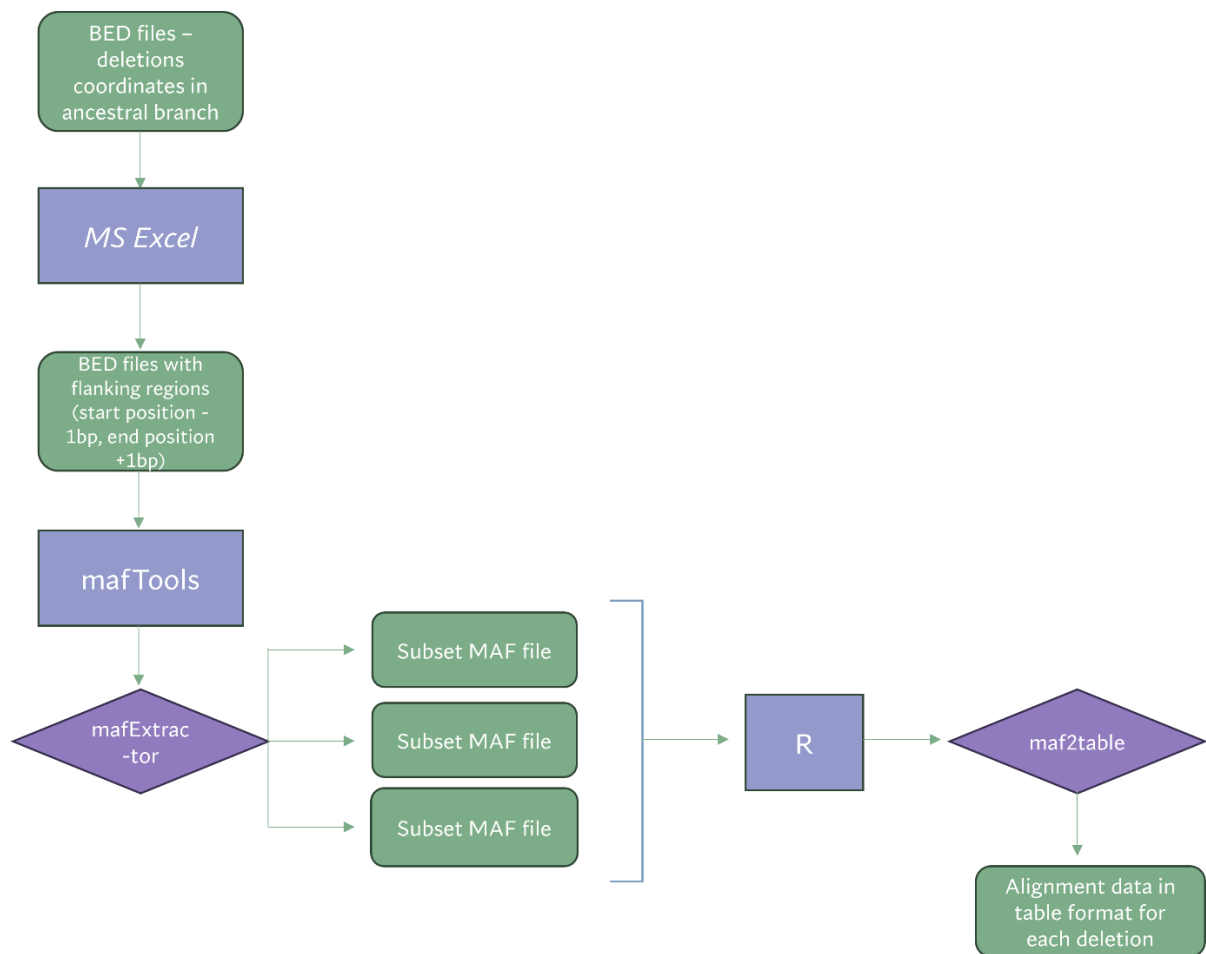 BED files –
deletions
coordinates in
ancestral branch
MS Excel
BED files with
flanking regions
(start position -
1bp, end position
+1bp)
mafTools
mafExtrac
-tor
Subset MAF file
Subset MAF file
Subset MAF file
R
maf2table
Alignment data in
table format for
each deletion